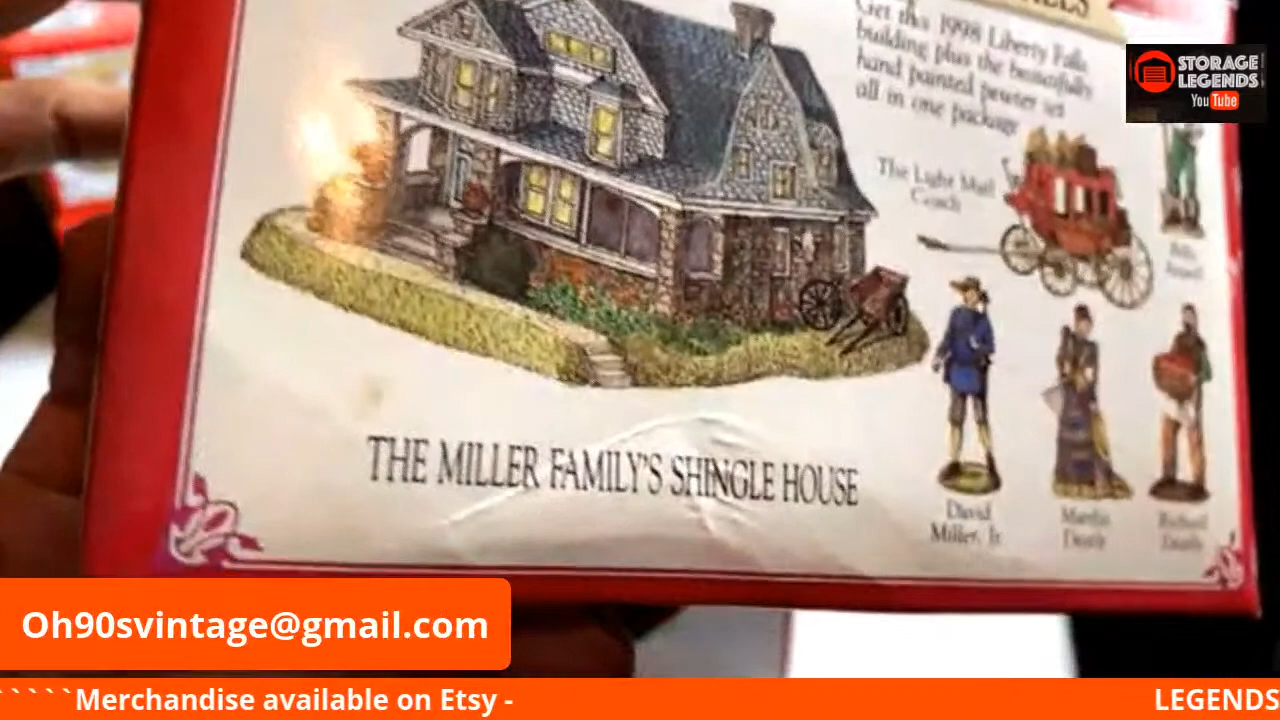 Get this 1998 Liberty Falls
building plus the beautifully
hand painted pewter set
all in one package
STORAGE
LEGENDS
YouTube
The Light Mail
Coach
THE MILLER FAMILY'S SHINGLE HOUSE
David
Miller, Jr
Oh90svintage@gmail.com
` ` ` ` `Merchandise available on Etsy -
LEGENDS